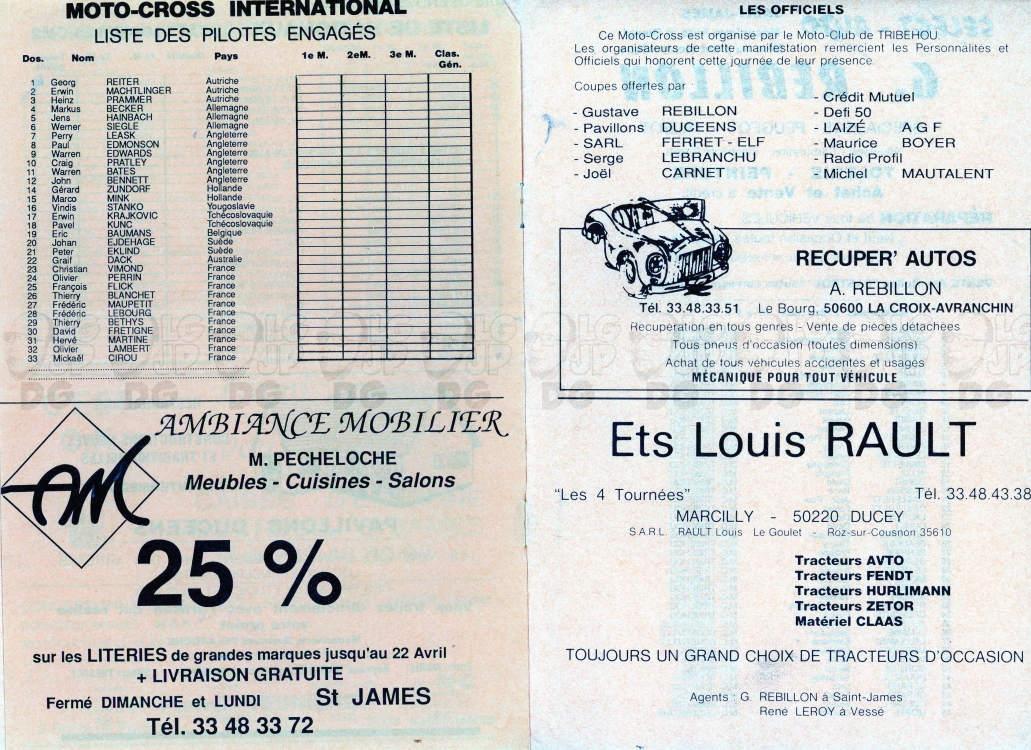 MOTO-CROSS INTERNATIONAL
LISTE DES PILOTES ENGAGÉS
Dos. Nom Pays 1e M. 2eM. 3e M. Clas. Gén.
1 Georg REITER Autriche
2 Erwin MACHTLINGER Autriche
3 Heinz PRAMMER Autriche
4 Markus BECKER Allemagne
5 Jens HAINBACH Allemagne
6 Werner SIEGLE Allemagne
7 Perry LEASK Angleterre
8 Paul EDMONSON Angleterre
9 Warren EDWARDS Angleterre
10 Craig PRATLEY Angleterre
11 Warren BATES Angleterre
12 John BENNETT Angleterre
14 Gérard ZUNDORF Hollande
15 Marco MINK Hollande
16 Vindis STANKO Yougoslavie
17 Erwin KRAJKOVIC Tchécoslovaquie
18 Pavel KUNC Tchécoslovaquie
19 Eric BAUMANS Belgique
20 Johan EJDEHAGE Suède
21 Peter EKLIND Suède
22 Graif DACK Australie
23 Christian VIMOND France
24 Olivier PERRIN France
25 François FLICK France
26 Thierry BLANCHET France
27 Frédéric MAUPETIT France
28 Frédéric LEBOURG France
29 Thierry BETHYS France
30 David FRETIGNE France
31 Hervé MARTINE France
32 Olivier LAMBERT France
33 Mickaël CIROU France
AMBIANCE MOBILIER
AM
M. PECHELOCHE
Meubles - Cuisines - Salons
25 %
sur les LITERIES de grandes marques jusqu'au 22 Avril
+ LIVRAISON GRATUITE
Fermé DIMANCHE et LUNDI St JAMES
Tél. 33 48 33 72
LES OFFICIELS
Ce Moto-Cross est organisé par le Moto-Club de TRIBEHOU.
Les organisateurs de cette manifestation remercient les Personnalités et
Officiels qui honorent cette journée de leur présence.
Coupes offertes par
- Gustave REBILLON
- Pavillons DUCEENS
- SARL FERRET - ELF
- Serge LEBRANCHU
- Joël CARNET
- Crédit Mutuel
- Defi 50
- LAIZÉ A G F
- Maurice BOYER
- Radio Profil
- Michel MAUTALENT
RECUPER' AUTOS
A. REBILLON
Tél. 33.48.33.51 Le Bourg, 50600 LA CROIX-AVRANCHIN
Recuperation en tous genres - Vente de pièces détachées
Tous pneus d'occasion (toutes dimensions)
Achat de tous véhicules accidentes et usagés
MÉCANIQUE POUR TOUT VÉHICULE
Ets Louis RAULT
"Les 4 Tournées" Tél. 33.48.43.38
MARCILLY - 50220 DUCEY
S.A.R.L. RAULT Louis Le Goulet - Roz-sur-Cousnon 35610
Tracteurs AVTO
Tracteurs FENDT
Tracteurs HURLIMANN
Tracteurs ZETOR
Matériel CLAAS
TOUJOURS UN GRAND CHOIX DE TRACTEURS D'OCCASION
Agents : G. REBILLON à Saint-James
René LEROY à Vessé